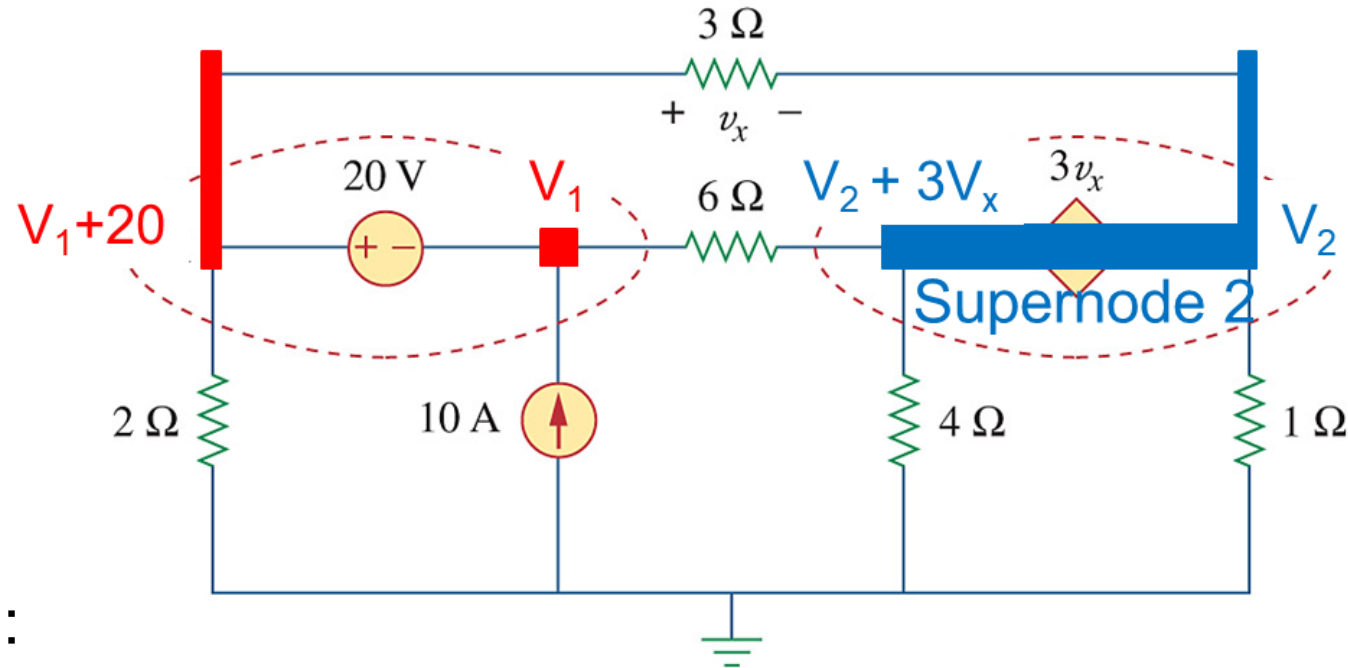 3 Ω
+ vₓ −
20 V
V₁
6 Ω
V₂ + 3Vₓ
3vₓ
V₁+20
+ −
V₂
Supernode 2
2 Ω
10 A
4 Ω
1 Ω
: